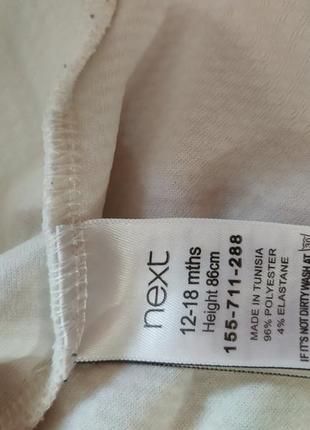 next
12-18 mths
Height 86cm
155-711-288
MADE IN TUNISIA
96% POLYESTER
4% ELASTANE
IF IT'S NOT DIRTY WASH AT 30°